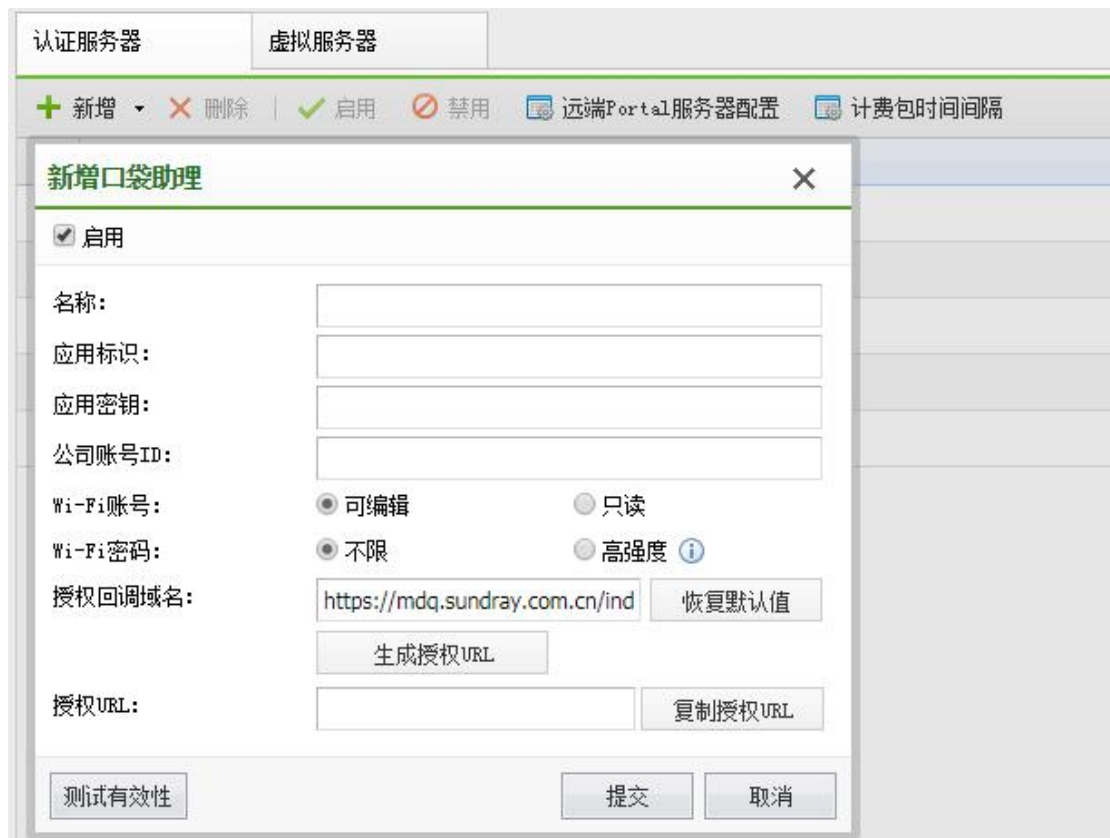 认证服务器 虚拟服务器
新增 删除 启用 禁用 远端Portal服务器配置 计费包时间间隔
新增口袋助理
启用
名称:
应用标识:
应用密钥:
公司账号ID:
Wi-Fi账号: 可编辑 只读
Wi-Fi密码: 不限 高强度
授权回调域名: https://mdq.sundray.com.cn/ind 恢复默认值
生成授权URL
授权URL: 复制授权URL
测试有效性 提交 取消